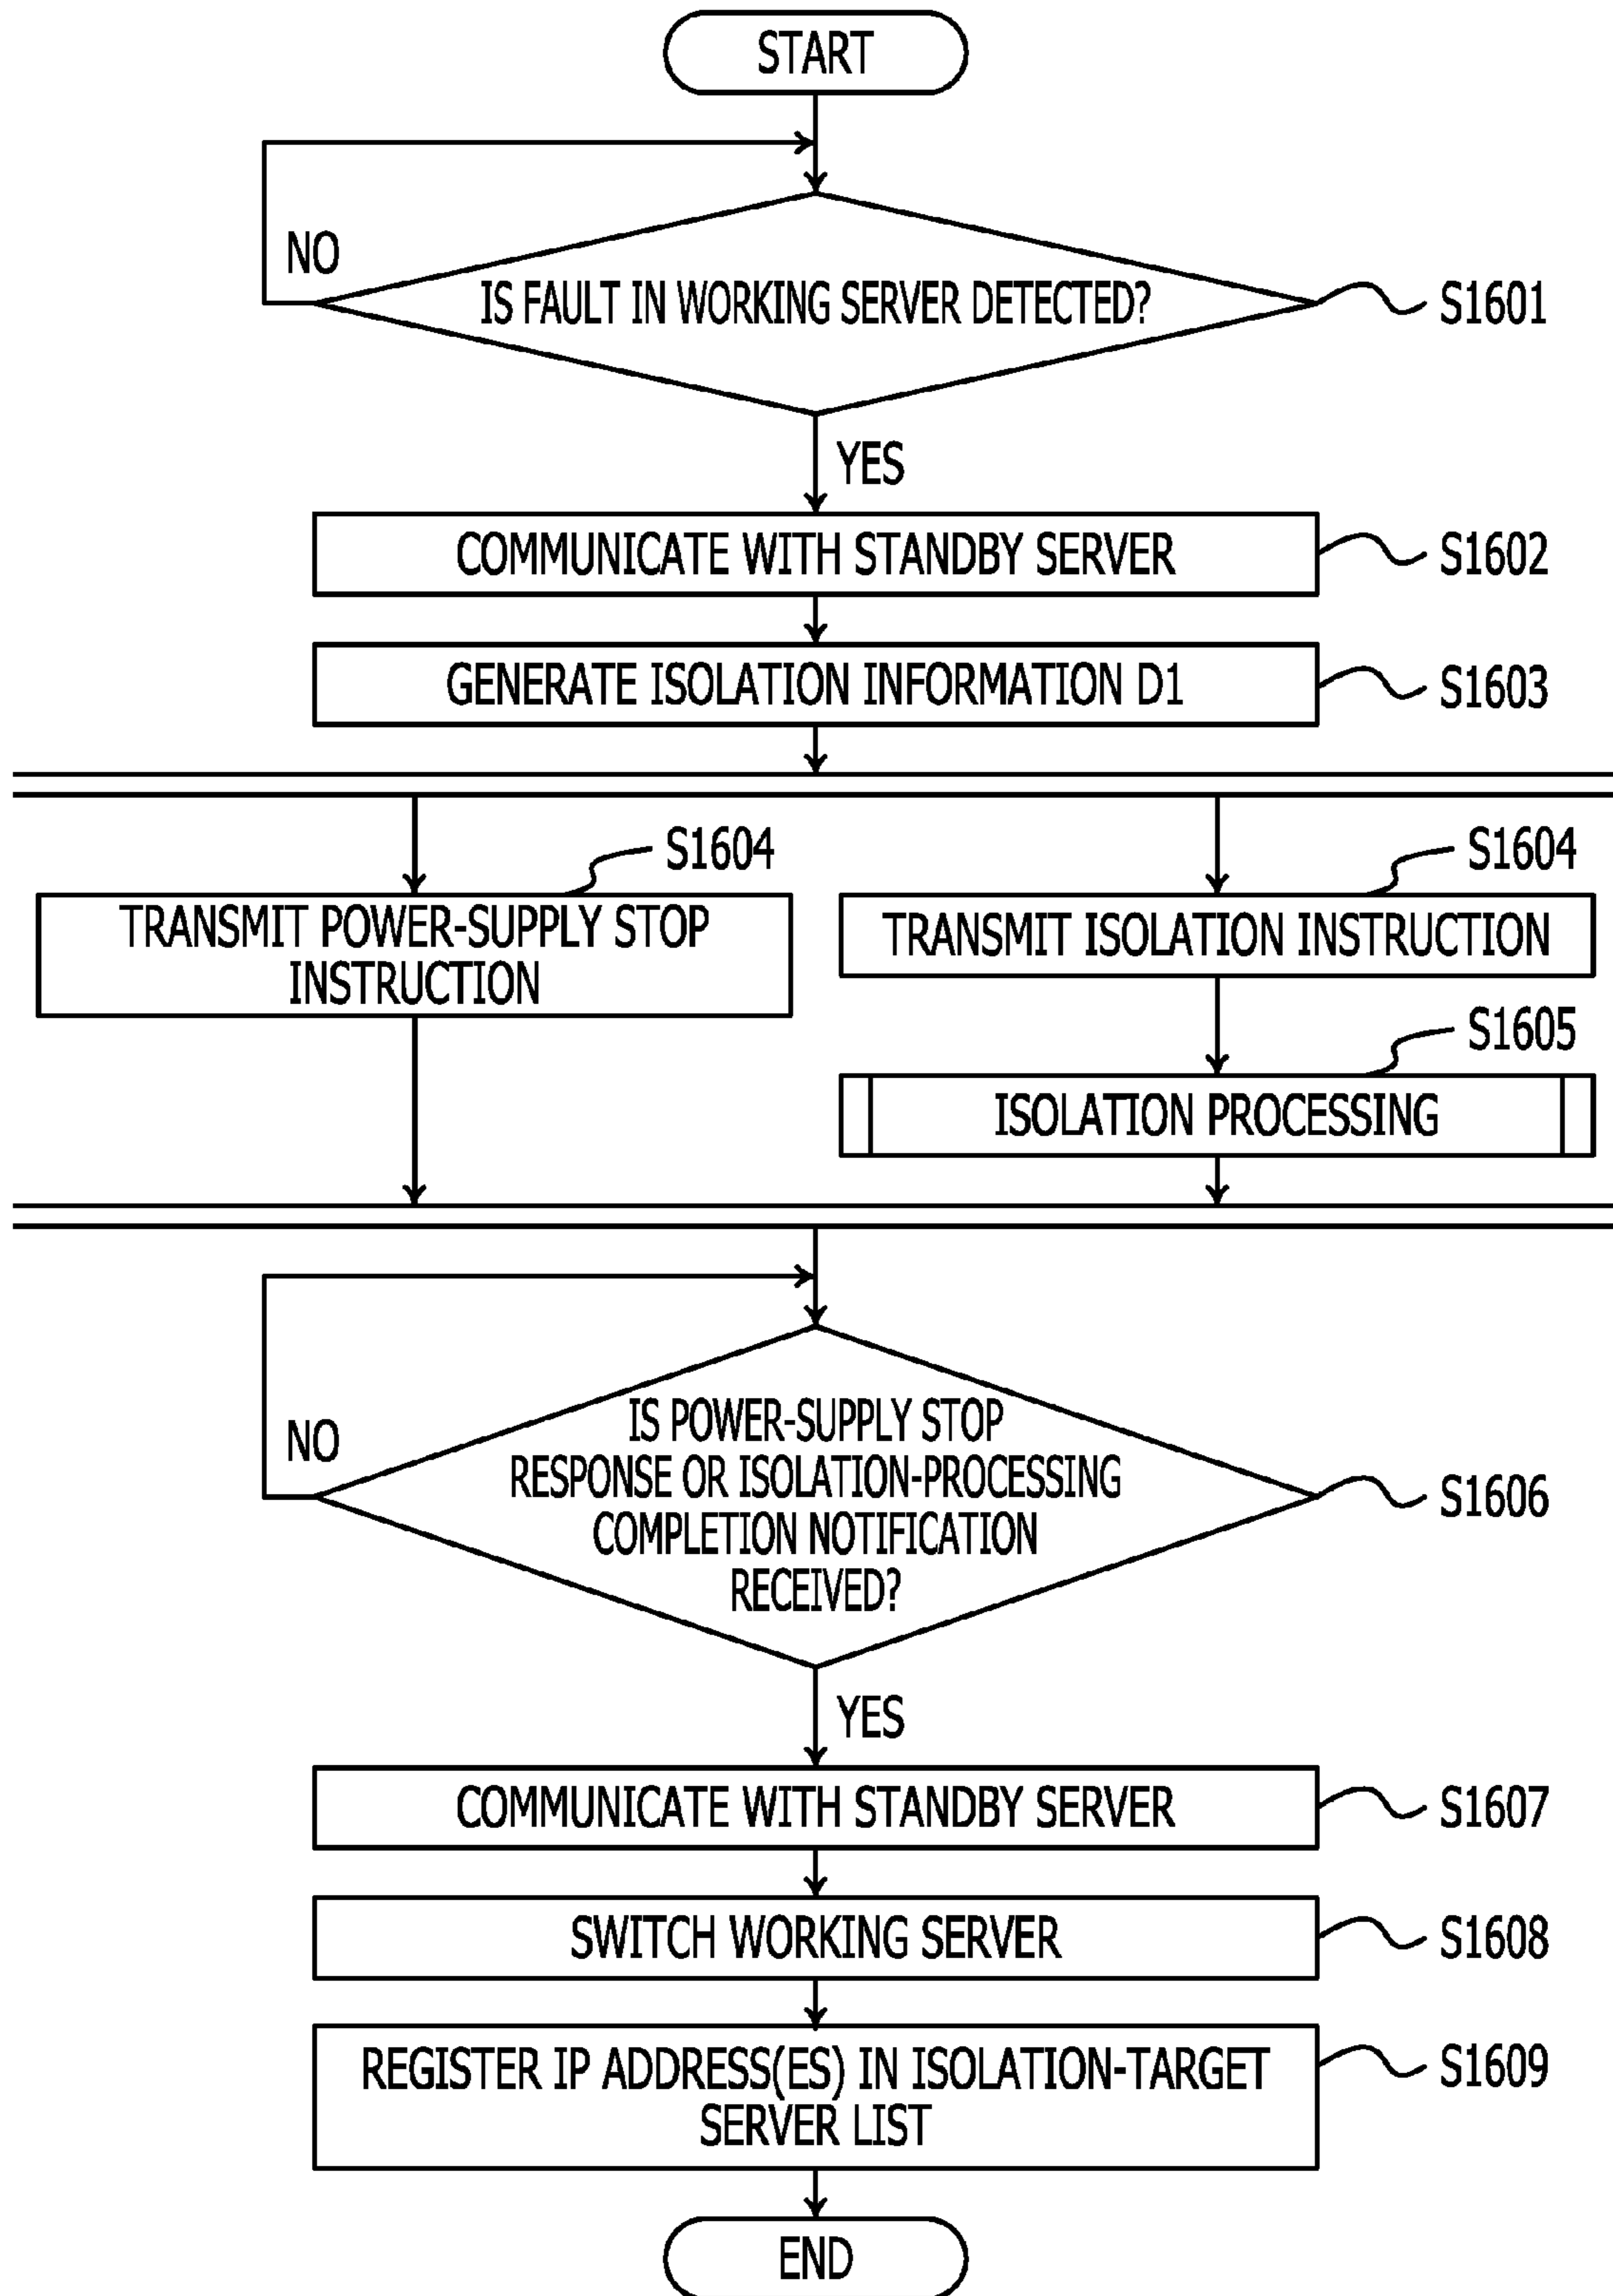 START
NO
IS FAULT IN WORKING SERVER DETECTED?
S1601
YES
COMMUNICATE WITH STANDBY SERVER
S1602
GENERATE ISOLATION INFORMATION D1
S1603
S1604
S1604
TRANSMIT POWER-SUPPLY STOP
INSTRUCTION
TRANSMIT ISOLATION INSTRUCTION
S1605
ISOLATION PROCESSING
NO
IS POWER-SUPPLY STOP
RESPONSE OR ISOLATION-PROCESSING
COMPLETION NOTIFICATION
RECEIVED?
S1606
YES
COMMUNICATE WITH STANDBY SERVER
S1607
SWITCH WORKING SERVER
S1608
REGISTER IP ADDRESS(ES) IN ISOLATION-TARGET
SERVER LIST
S1609
END